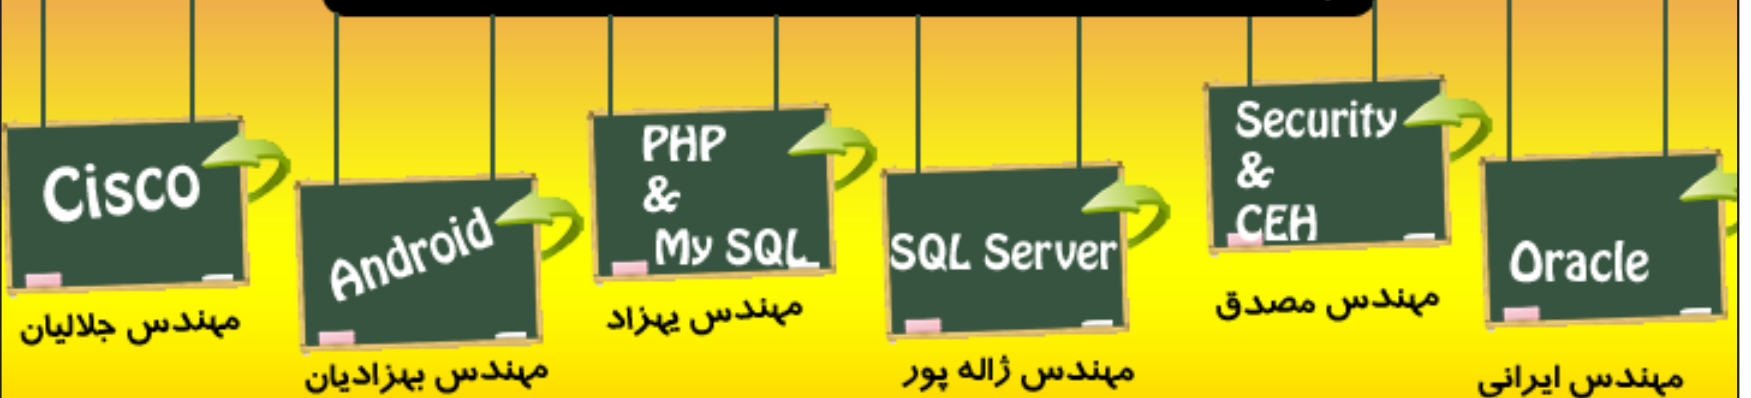 Cisco
مهندس جلالیان
Android
مهندس بهزادیان
PHP
&
My SQL
مهندس یهزاد
SQL Server
مهندس ژاله پور
Security
&
CEH
مهندس مصدق
Oracle
مهندس ایرانی